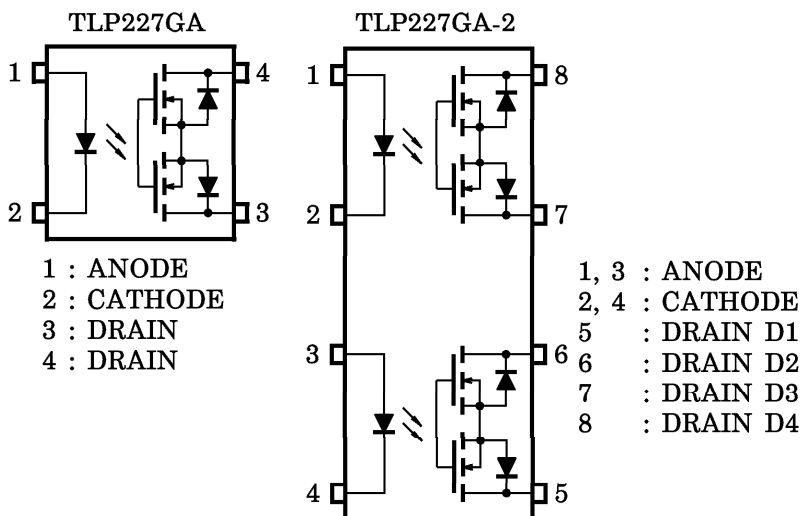 TLP227GA
1
4
2
3
1 : ANODE
2 : CATHODE
3 : DRAIN
4 : DRAIN
TLP227GA-2
1
8
2
7
3
6
4
5
1, 3 : ANODE
2, 4 : CATHODE
5 : DRAIN D1
6 : DRAIN D2
7 : DRAIN D3
8 : DRAIN D4